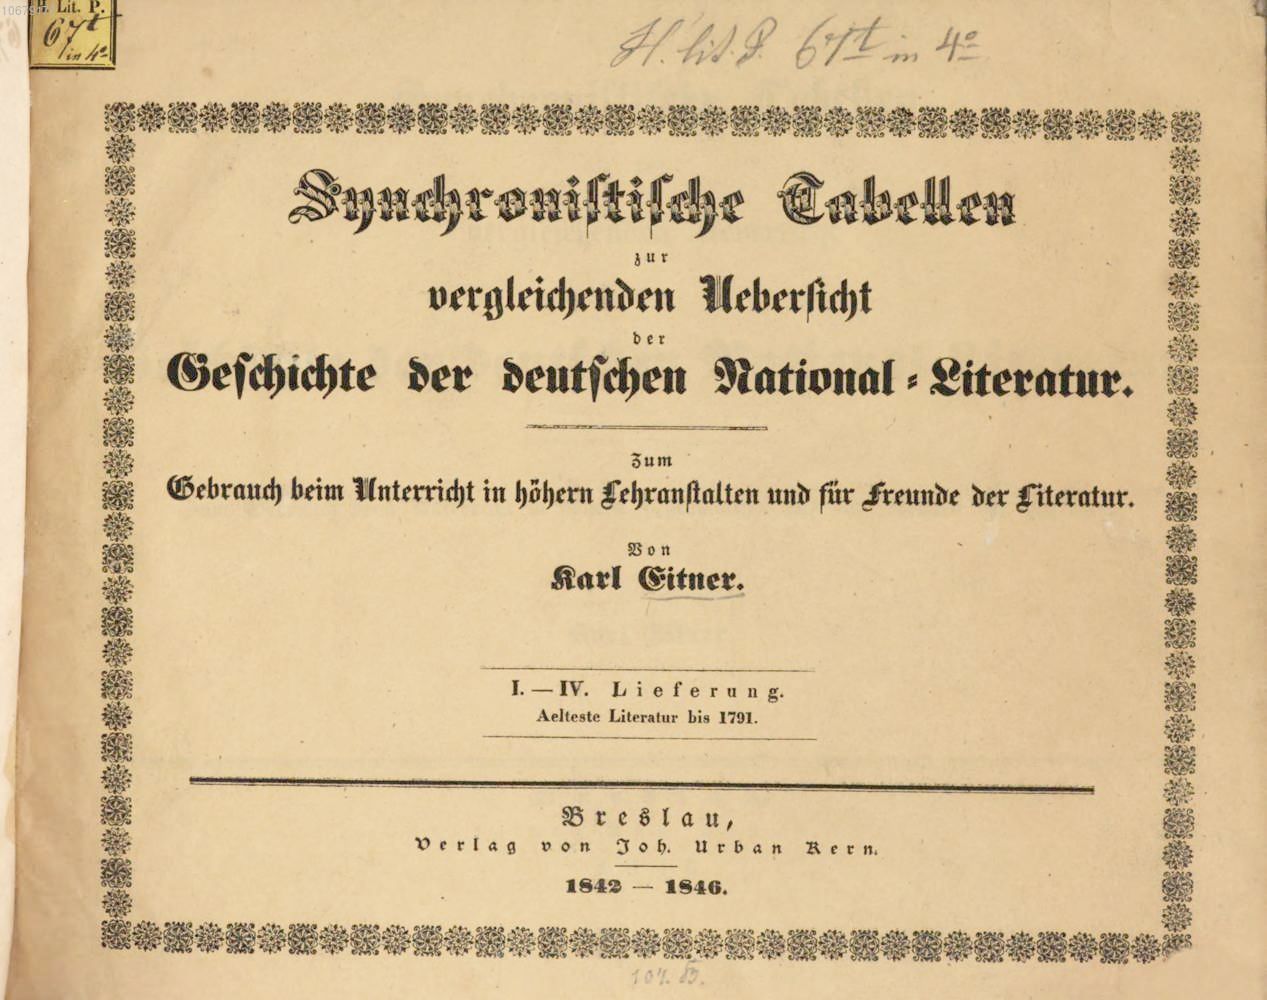 Lit. P.
67t
in 4o
H. lit. P. 67t in 4o
Synchronistische Tabellen
zur
vergleichenden Uebersicht
der
Geschichte der deutschen National-Literatur.
Zum
Gebrauch beim Unterricht in höhern Lehranstalten und für Freunde der Literatur.
Von
Karl Eitner.
I. — IV. Lieferung.
Aelteste Literatur bis 1791.
Breslau,
Verlag von Joh. Urban Kern.
1842 — 1846.